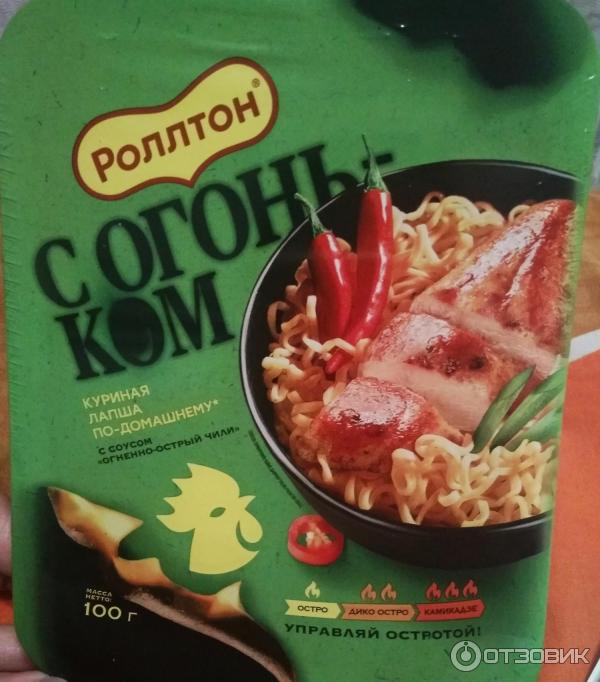 РОЛЛТОН®
С ОГОНЬ-
КОМ
КУРИНАЯ
ЛАПША
ПО-ДОМАШНЕМУ*
С СОУСОМ
«ОГНЕННО-ОСТРЫЙ ЧИЛИ»
МАССА
НЕТТО:
100 г
ОСТРО
ДИКО ОСТРО
КАМИКАДЗЕ
УПРАВЛЯЙ ОСТРОТОЙ!
ОТЗОВИК